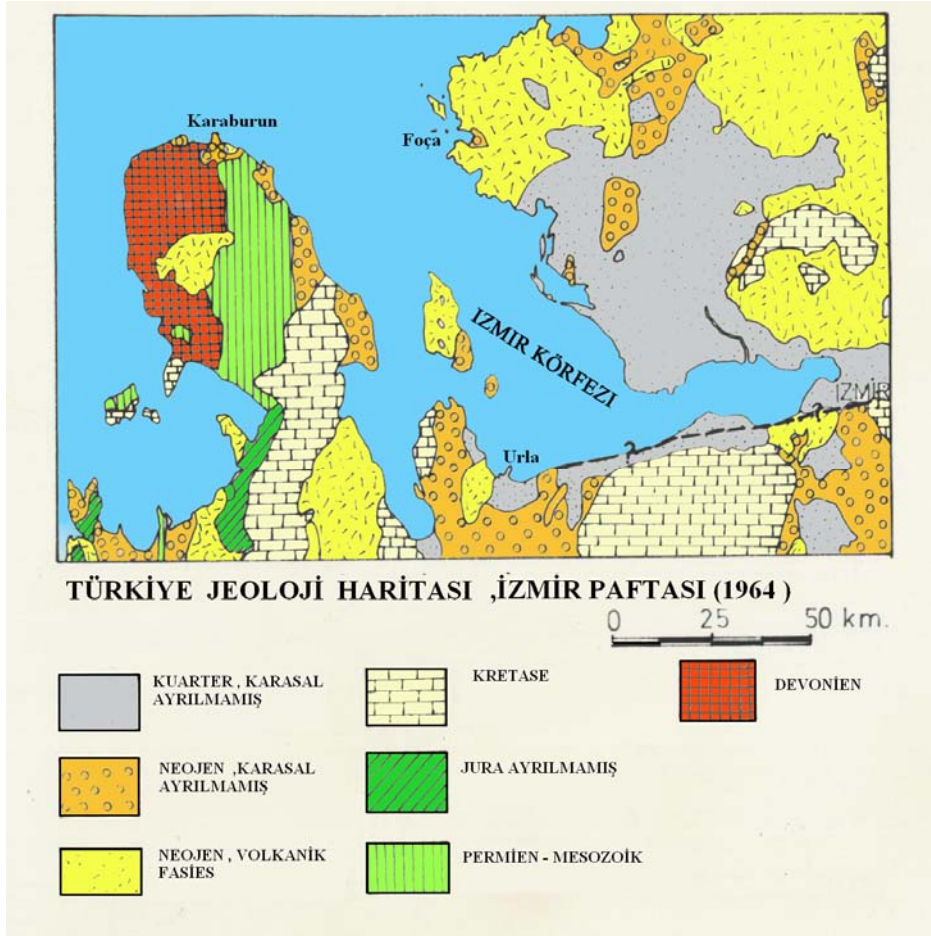 Karaburun
Foça
IZMIR KÖRFEZI
IZMİR
Urla
TÜRKİYE JEOLOJİ HARİTASI ,İZMİR PAFTASI (1964 )
0 25 50 km.
KUARTER , KARASAL
AYRILMAMIŞ
KRETASE
DEVONİEN
NEOJEN ,KARASAL
AYRILMAMIŞ
JURA AYRILMAMIŞ
NEOJEN , VOLKANİK
FASİES
PERMİEN - MESOZOİK